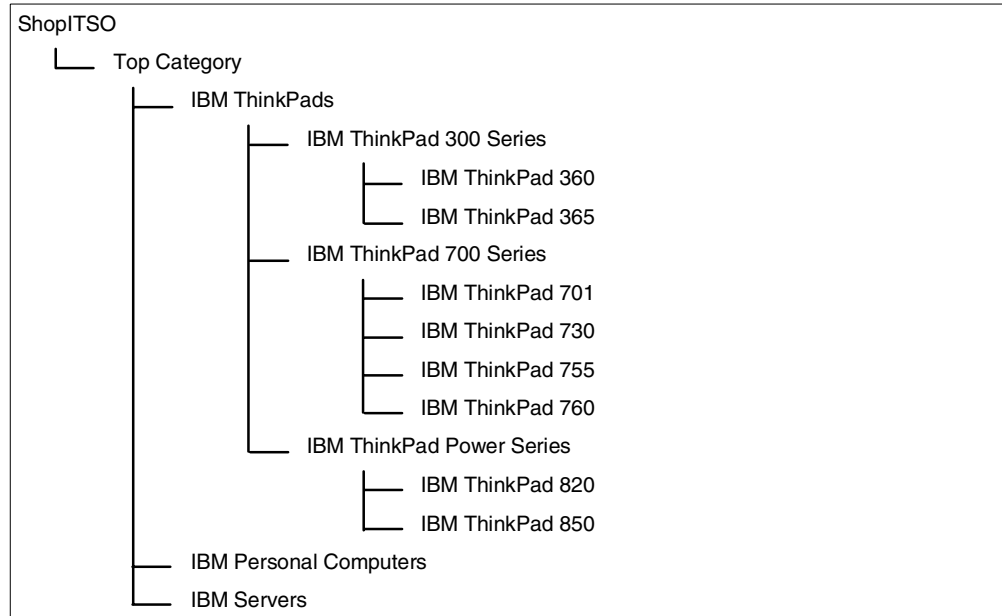 ShopITSO
Top Category
IBM ThinkPads
IBM ThinkPad 300 Series
IBM ThinkPad 360
IBM ThinkPad 365
IBM ThinkPad 700 Series
IBM ThinkPad 701
IBM ThinkPad 730
IBM ThinkPad 755
IBM ThinkPad 760
IBM ThinkPad Power Series
IBM ThinkPad 820
IBM ThinkPad 850
IBM Personal Computers
IBM Servers